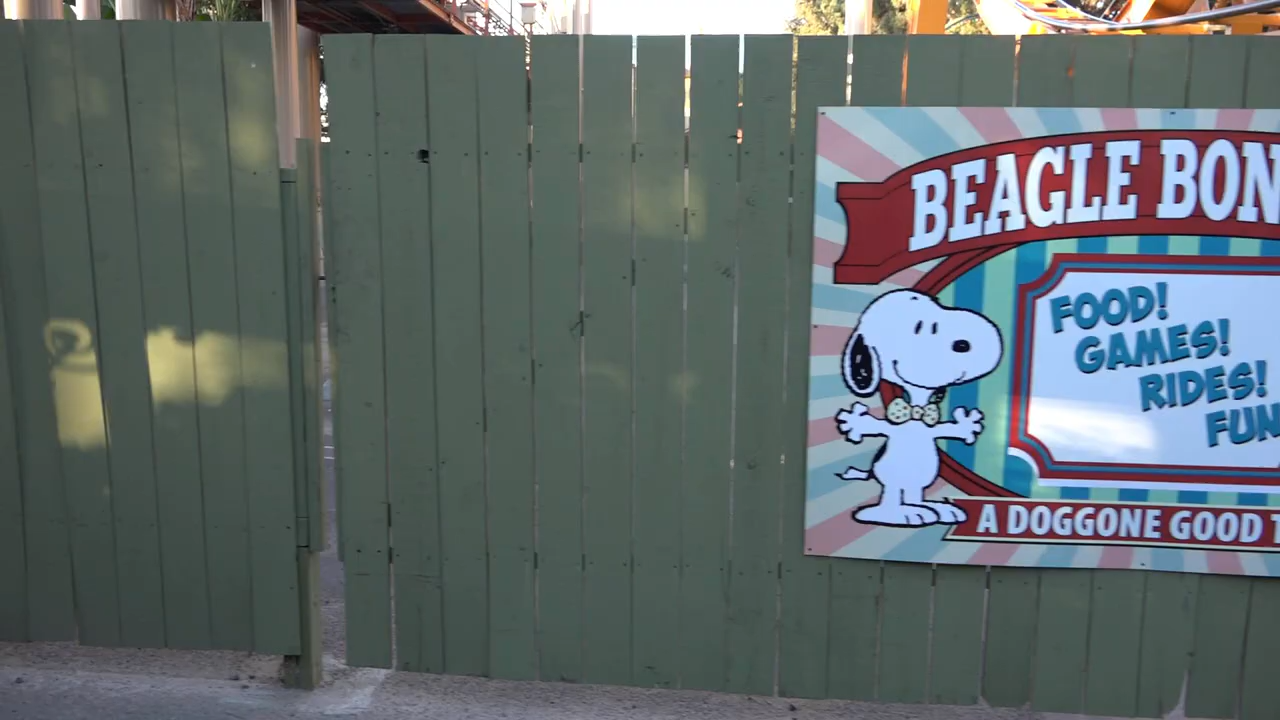 BEAGLE BON
FOOD!
GAMES!
RIDES!
FUN
A DOGGONE GOOD T